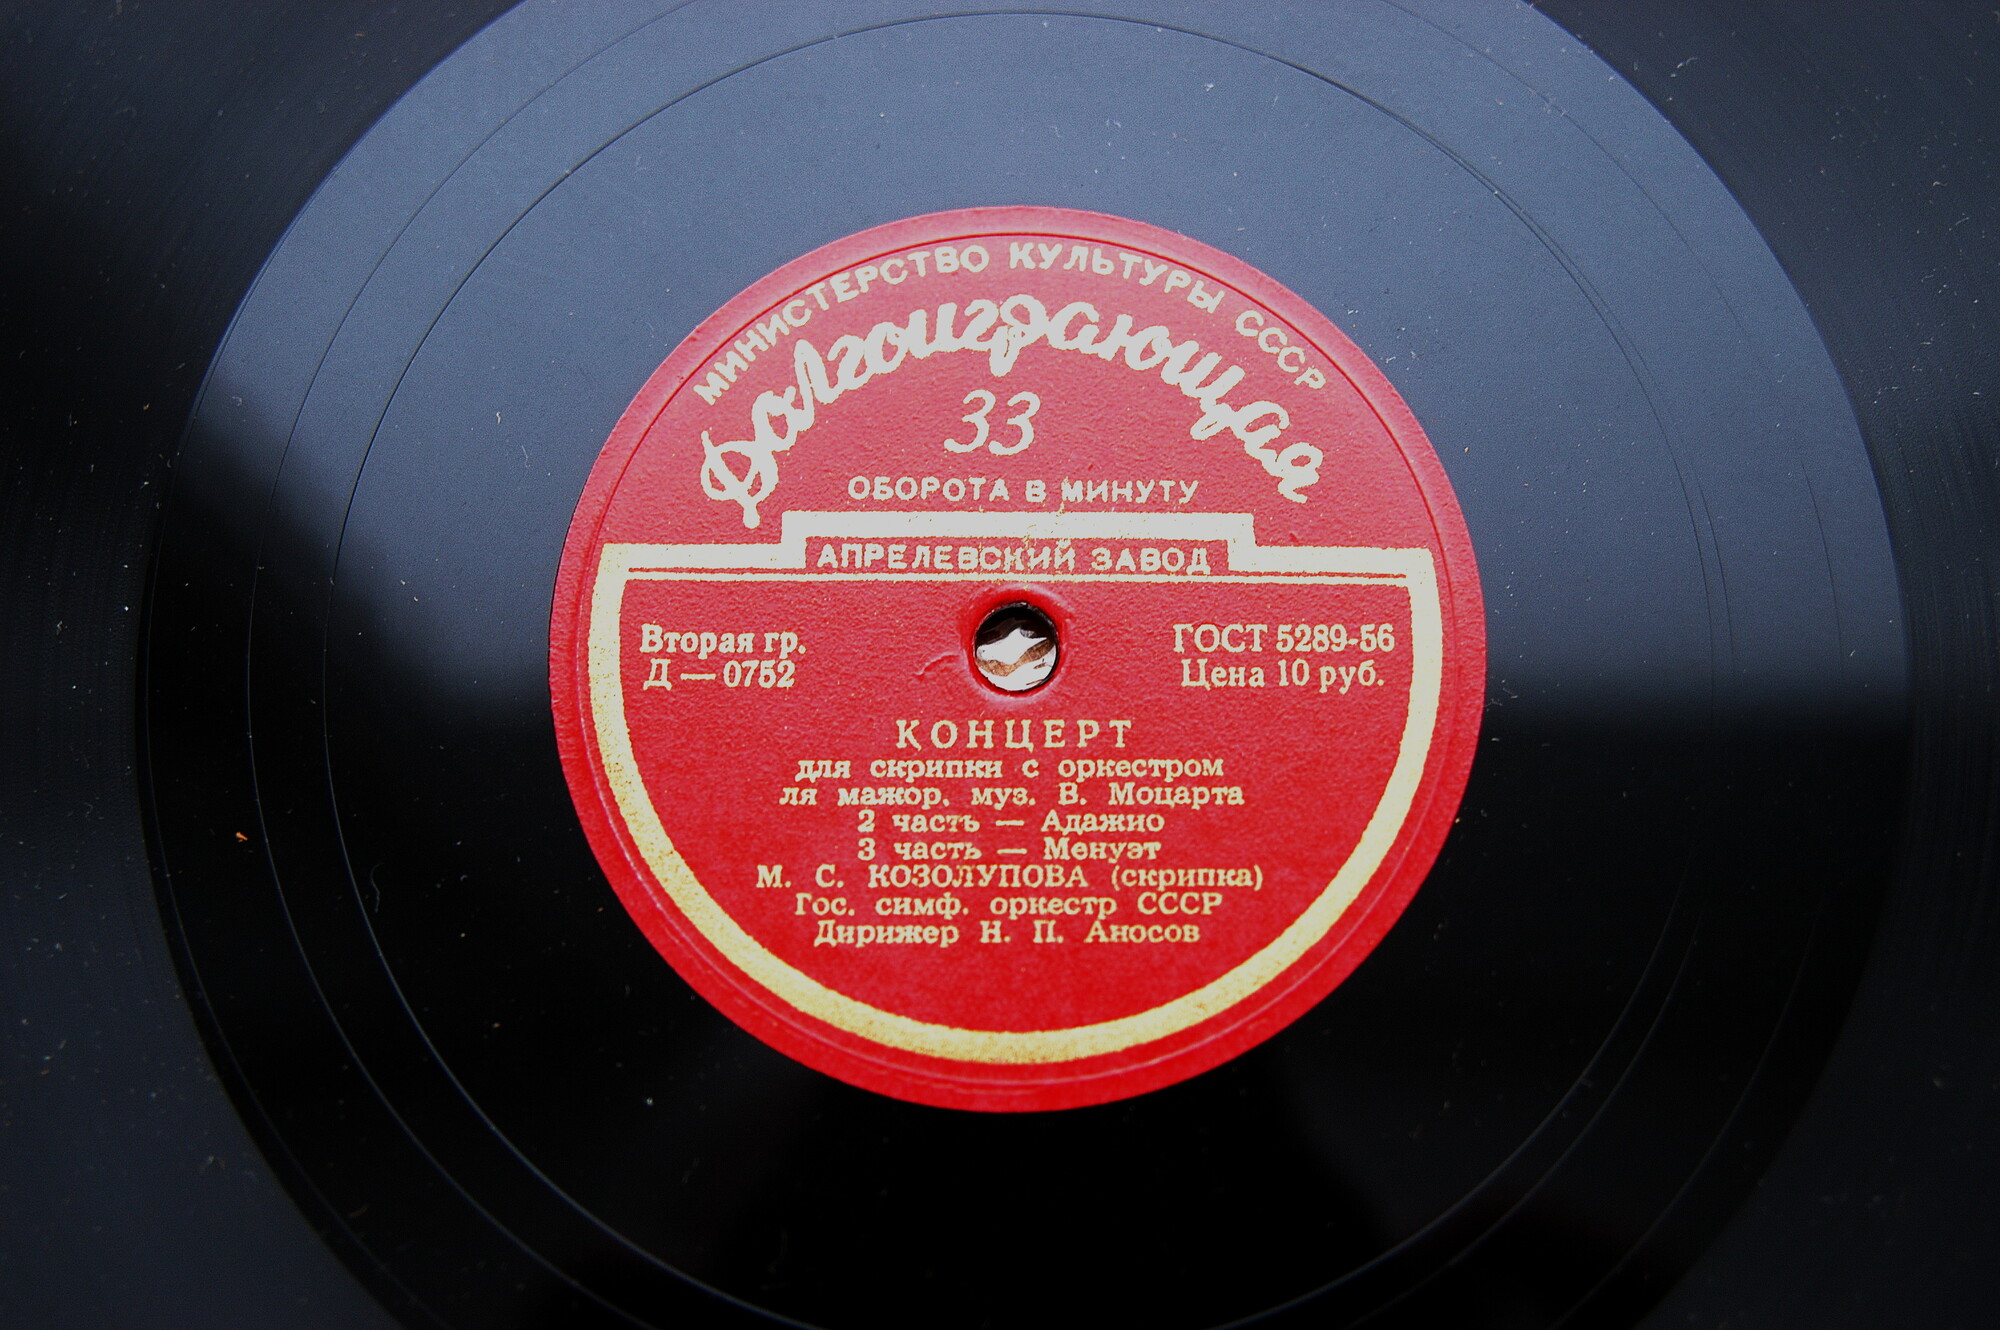 МИНИСТЕРСТВО КУЛЬТУРЫ СССР
Долгоиграющая
33
ОБОРОТА В МИНУТУ
АПРЕЛЕВСКИЙ ЗАВОД
Вторая гр.
Д — 0752
ГОСТ 5289-56
Цена 10 руб.
КОНЦЕРТ
для скрипки с оркестром
ля мажор. муз. В. Моцарта
2 часть — Адажио
3 часть — Менуэт
М. С. КОЗОЛУПОВА (скрипка)
Гос. симф. оркестр СССР
Дирижер Н. П. Аносов